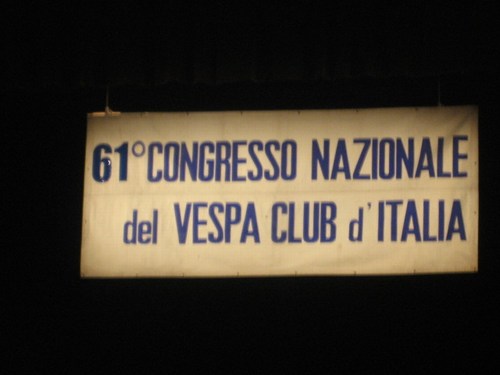 61° CONGRESSO NAZIONALE
del VESPA CLUB d'ITALIA